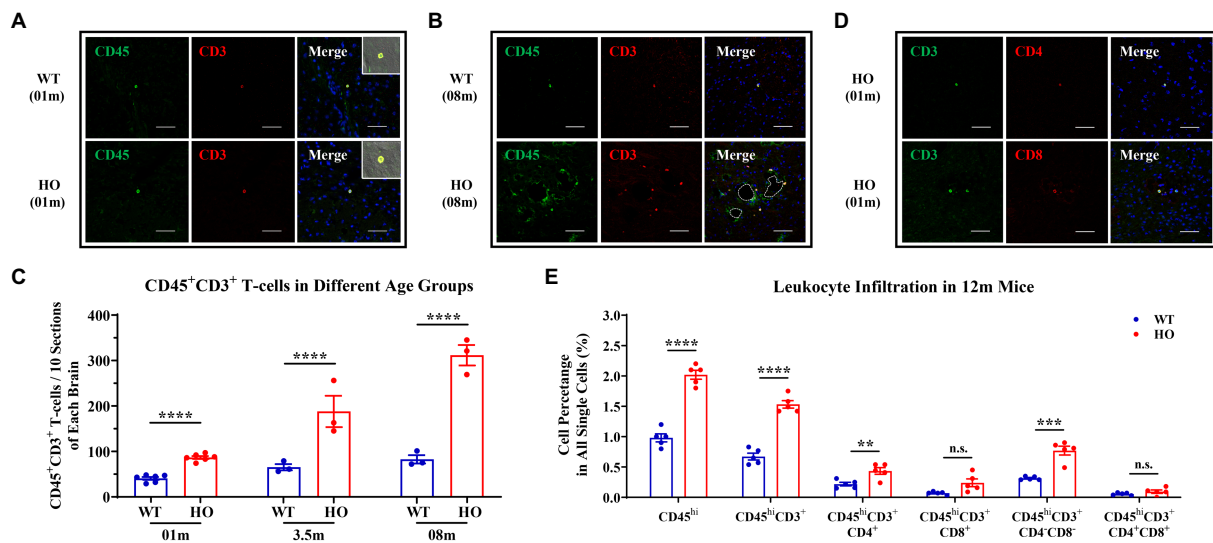 A
CD45 CD3 Merge
WT
(01m)
CD45 CD3 Merge
HO
(01m)
B
CD45 CD3 Merge
WT
(08m)
CD45 CD3 Merge
HO
(08m)
D
CD3 CD4 Merge
HO
(01m)
CD3 CD8 Merge
HO
(01m)
C
CD45⁺CD3⁺ T-cells in Different Age Groups
CD45⁺CD3⁺ T-cells / 10 Sections
of Each Brain
400
300
200
100
0
**** **** ****
WT HO WT HO WT HO
01m 3.5m 08m
E
Leukocyte Infiltration in 12m Mice
WT
HO
Cell Percetange
in All Single Cells (%)
3.0
2.5
2.0
1.5
1.0
0.5
0.0
**** **** ** n.s. *** n.s.
CD45ʰⁱ CD45ʰⁱCD3⁺ CD45ʰⁱCD3⁺ CD45ʰⁱCD3⁺ CD45ʰⁱCD3⁺ CD45ʰⁱCD3⁺
CD4⁺ CD8⁺ CD4⁻CD8⁻ CD4⁺CD8⁺